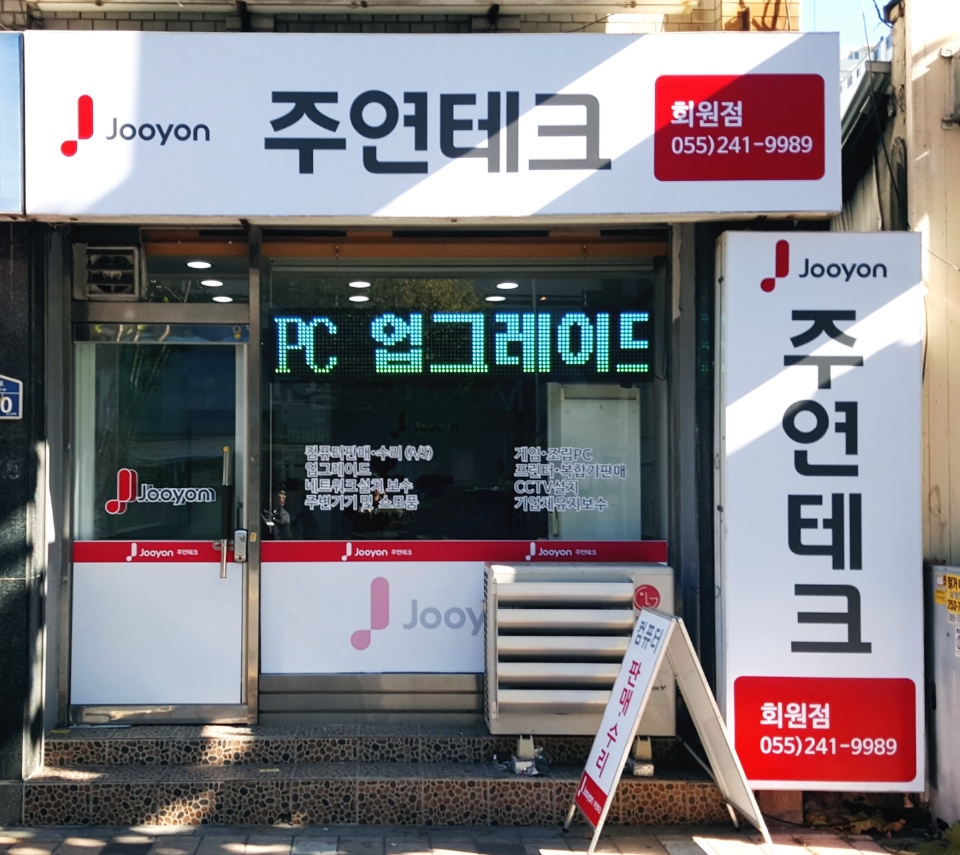 Jooyon
주연테크
회원점
055)241-9989
PC 업그레이드
컴퓨터판매·수리 (A/S)
업그레이드
네트워크설치 보수
주변기기 및 소모품
게임·조립PC
프린터·복합기판매
CCTV설치
기업체유지보수
Jooyon
Jooyon 주연테크
Jooyon 주연테크
Jooyon 주연테크
Jooy
LG
컴퓨터
판매·수리
Jooyon
주연테크
회원점
055)241-9989
0